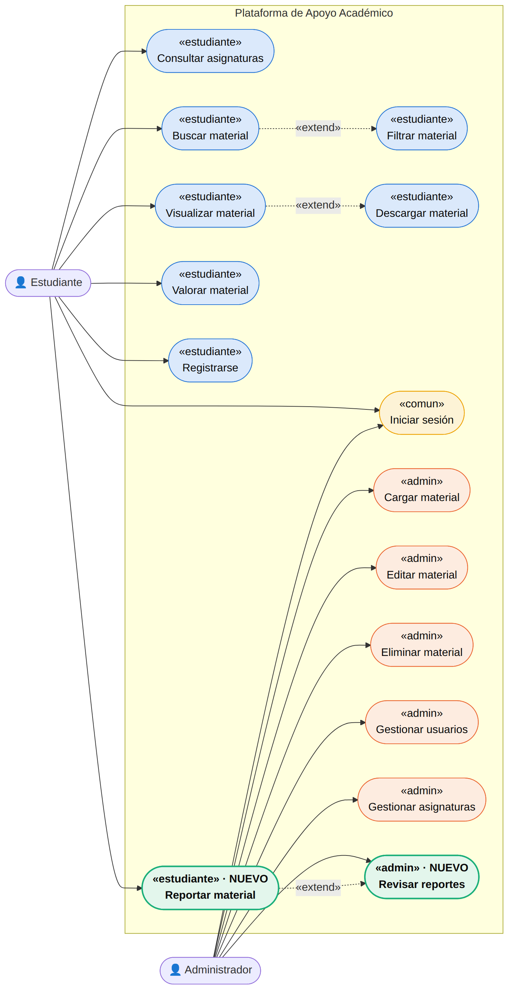 Plataforma de Apoyo Académico
«estudiante»
Consultar asignaturas
«estudiante»
Buscar material
«extend»
«estudiante»
Filtrar material
«estudiante»
Visualizar material
«extend»
«estudiante»
Descargar material
Estudiante
«estudiante»
Valorar material
«estudiante»
Registrarse
«comun»
Iniciar sesión
«admin»
Cargar material
«admin»
Editar material
«admin»
Eliminar material
«admin»
Gestionar usuarios
«admin»
Gestionar asignaturas
«estudiante» · NUEVO
Reportar material
«extend»
«admin» · NUEVO
Revisar reportes
Administrador